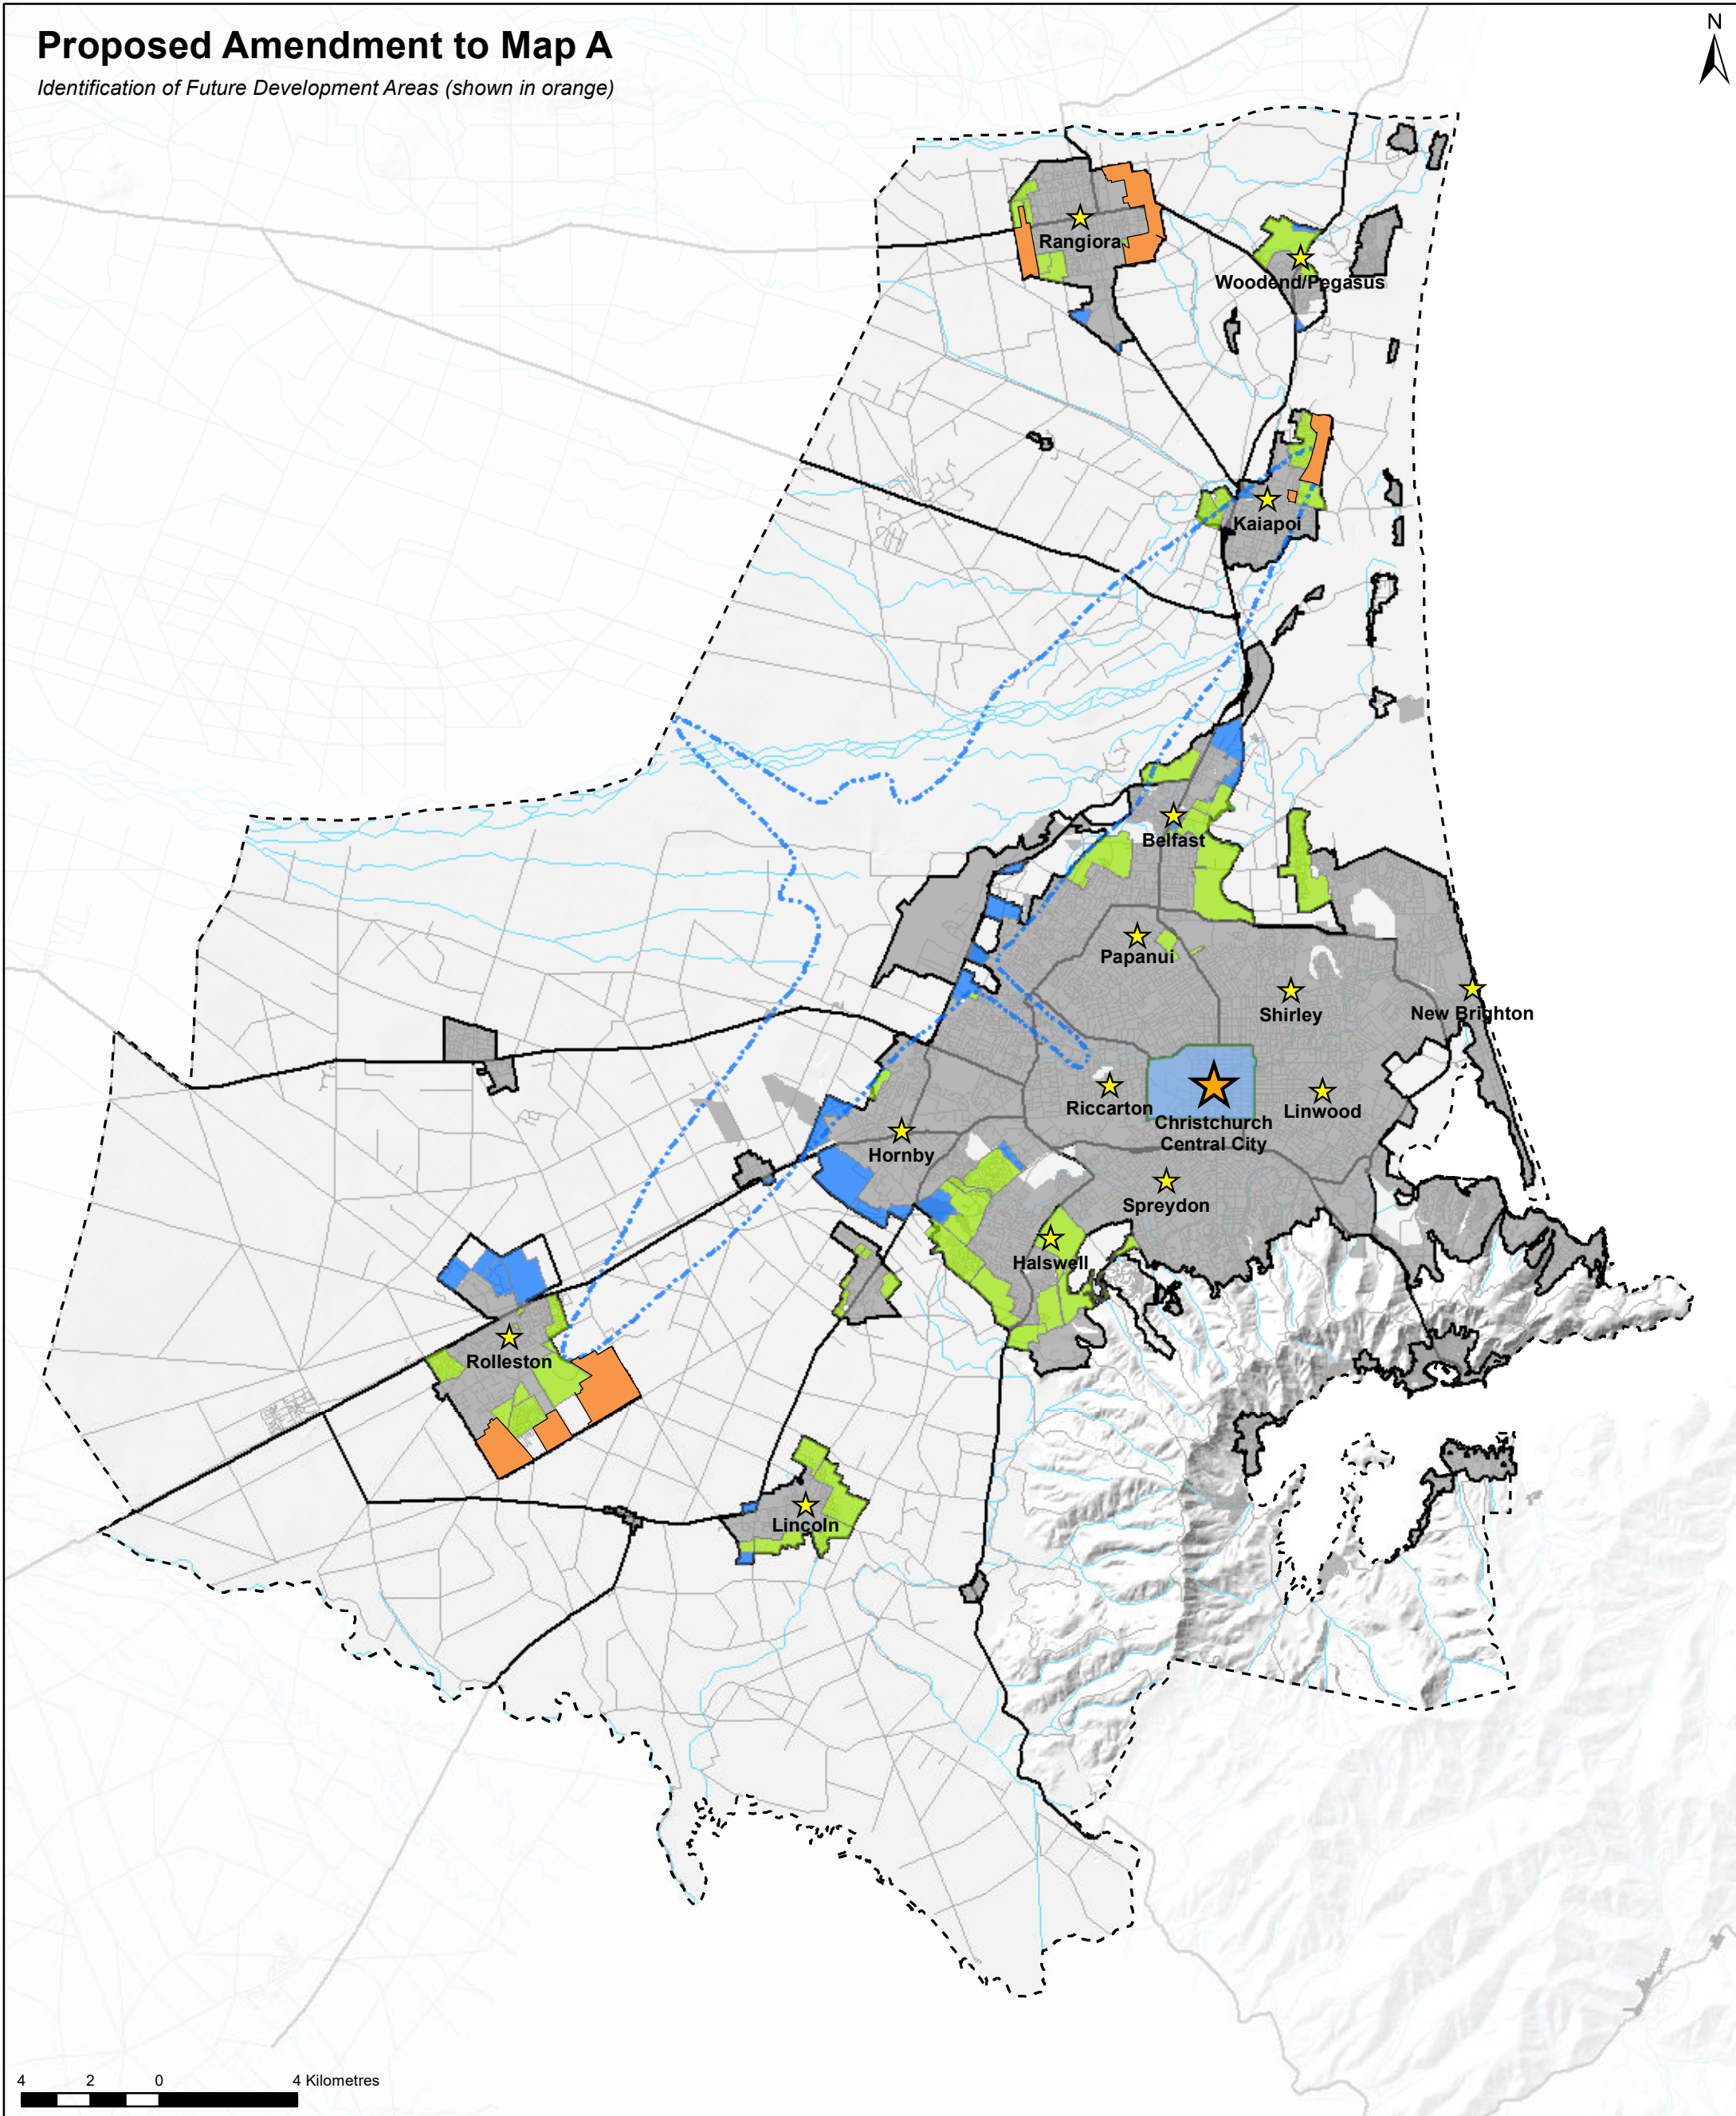 Proposed Amendment to Map A
Identification of Future Development Areas (shown in orange)
N
Rangiora
Woodend/Pegasus
Kaiapoi
Belfast
Papanui
Shirley
New Brighton
Riccarton
Christchurch
Central City
Linwood
Hornby
Spreydon
Halswell
Rolleston
Lincoln
4 2 0 4 Kilometres